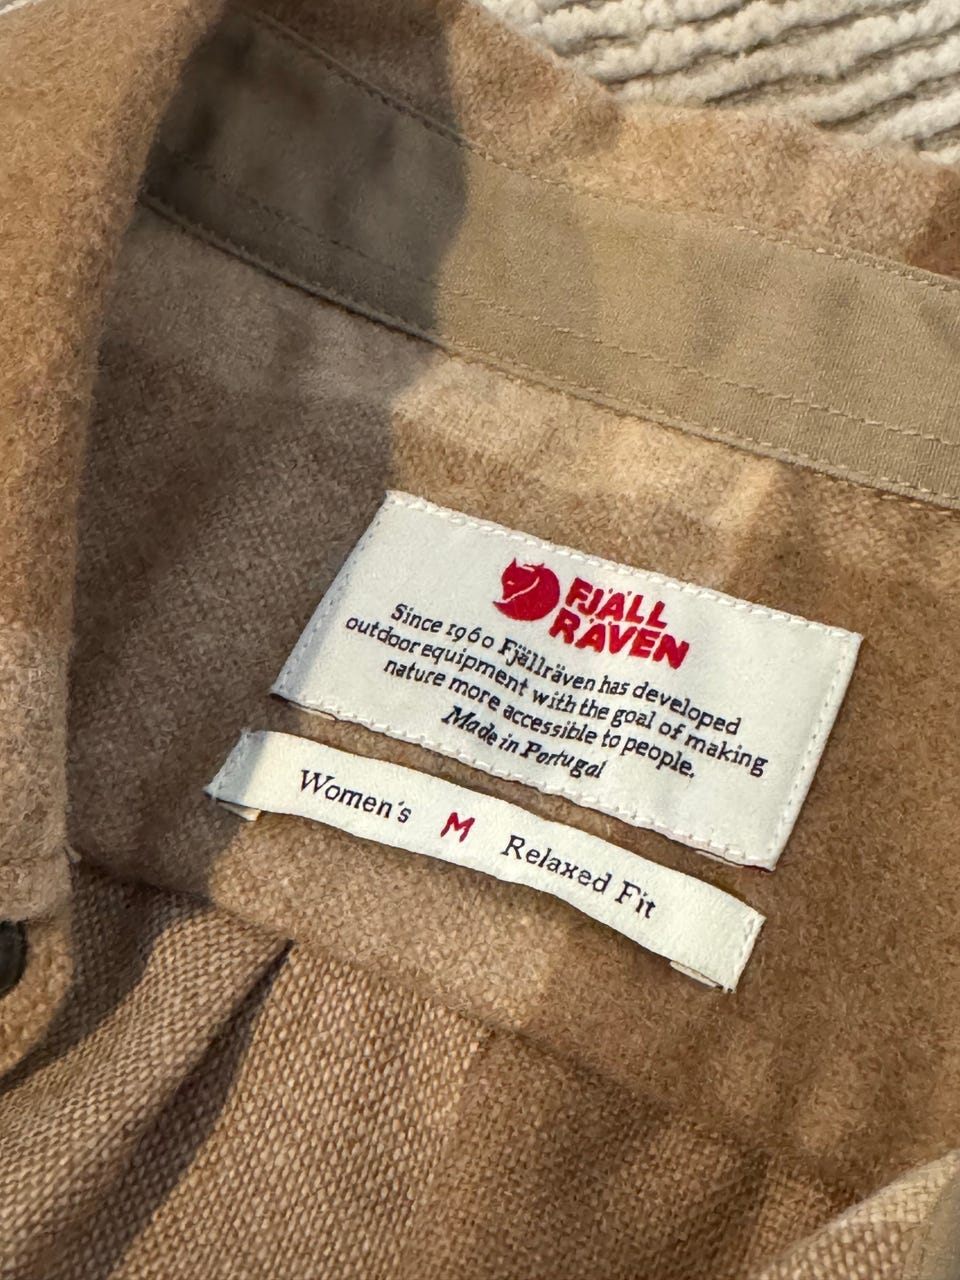 FJÄLL
RÄVEN
Since 1960 Fjällräven has developed
outdoor equipment with the goal of making
nature more accessible to people.
Made in Portugal
Women's M Relaxed Fit